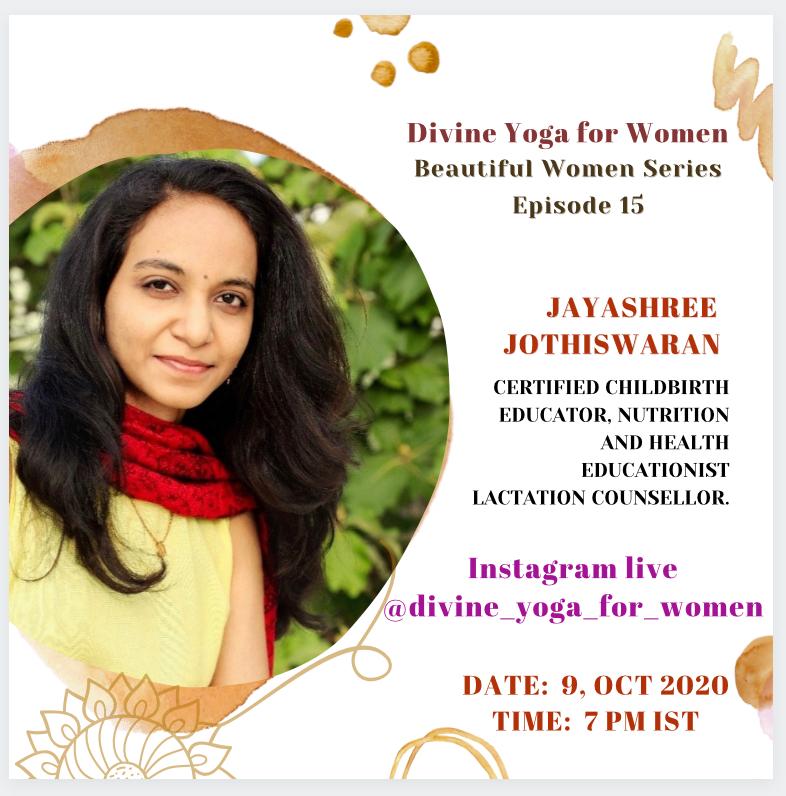 Divine Yoga for Women
Beautiful Women Series
Episode 15
JAYASHREE
JOTHISWARAN
CERTIFIED CHILDBIRTH
EDUCATOR, NUTRITION
AND HEALTH
EDUCATIONIST
LACTATION COUNSELLOR.
Instagram live
@divine_yoga_for_women
DATE: 9, OCT 2020
TIME: 7 PM IST